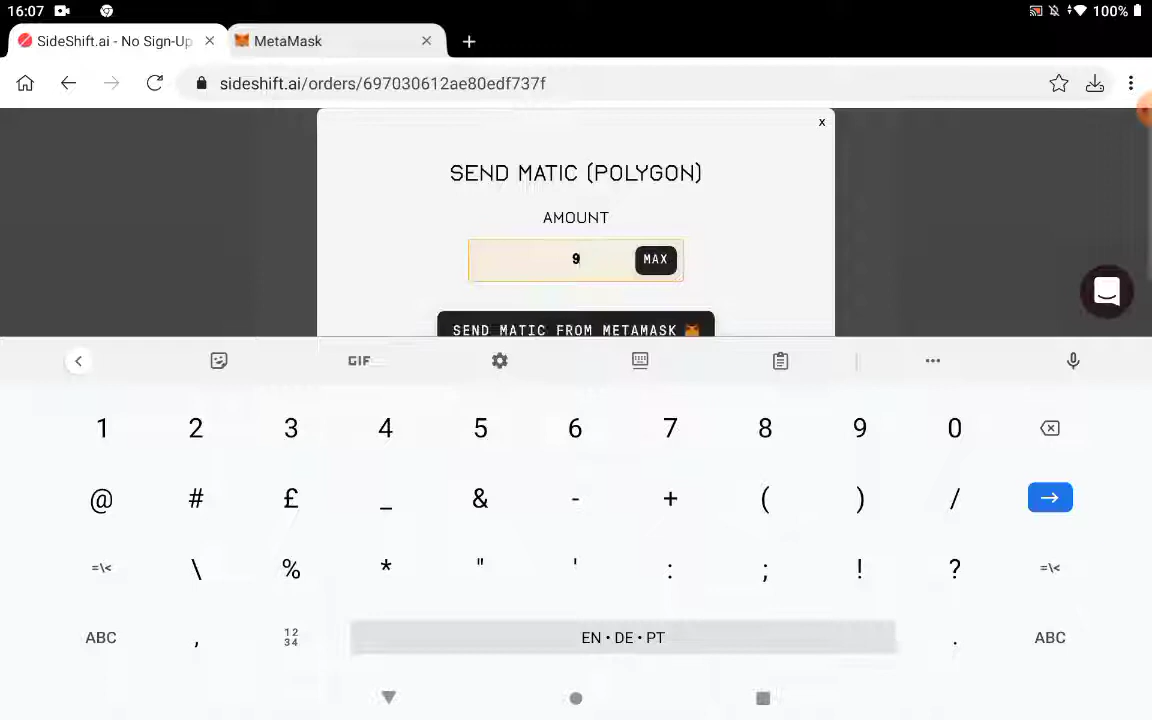 16:07
100%
SideShift.ai - No Sign-Up
MetaMask
sideshift.ai/orders/697030612ae80edf737f
x
SEND MATIC (POLYGON)
AMOUNT
9 MAX
SEND MATIC FROM METAMASK
GIF
1 2 3 4 5 6 7 8 9 0
@ # £ _ & - + ( ) /
=\< \ % * " ' : ; ! ? =\<
ABC , 12 34 EN • DE • PT . ABC